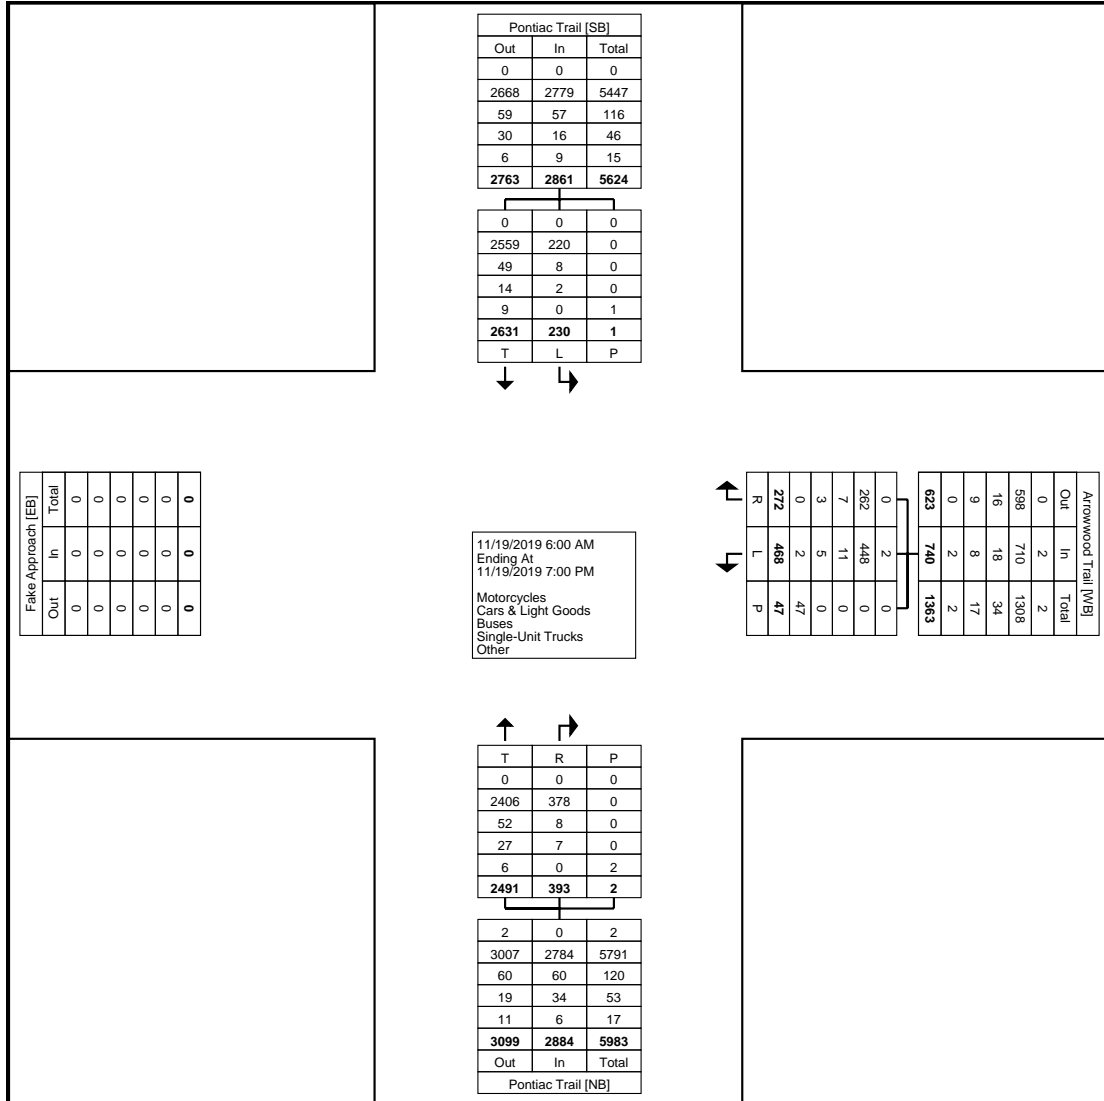 Pontiac Trail [SB]
Out In Total
0 0 0
2668 2779 5447
59 57 116
30 16 46
6 9 15
2763 2861 5624
0 0 0
2559 220 0
49 8 0
14 2 0
9 0 1
2631 230 1
T L P
Fake Approach [EB]
Total In Out
0 0 0
0 0 0
0 0 0
0 0 0
0 0 0
0 0 0
11/19/2019 6:00 AM
Ending At
11/19/2019 7:00 PM
Motorcycles
Cars & Light Goods
Buses
Single-Unit Trucks
Other
Arrowwood Trail [WB]
Out In Total
0 2 2
598 710 1308
16 18 34
9 8 17
0 2 2
623 740 1363
0 2 0
262 448 0
7 11 0
3 5 0
0 2 47
272 468 47
R L P
T R P
0 0 0
2406 378 0
52 8 0
27 7 0
6 0 2
2491 393 2
2 0 2
3007 2784 5791
60 60 120
19 34 53
11 6 17
3099 2884 5983
Out In Total
Pontiac Trail [NB]